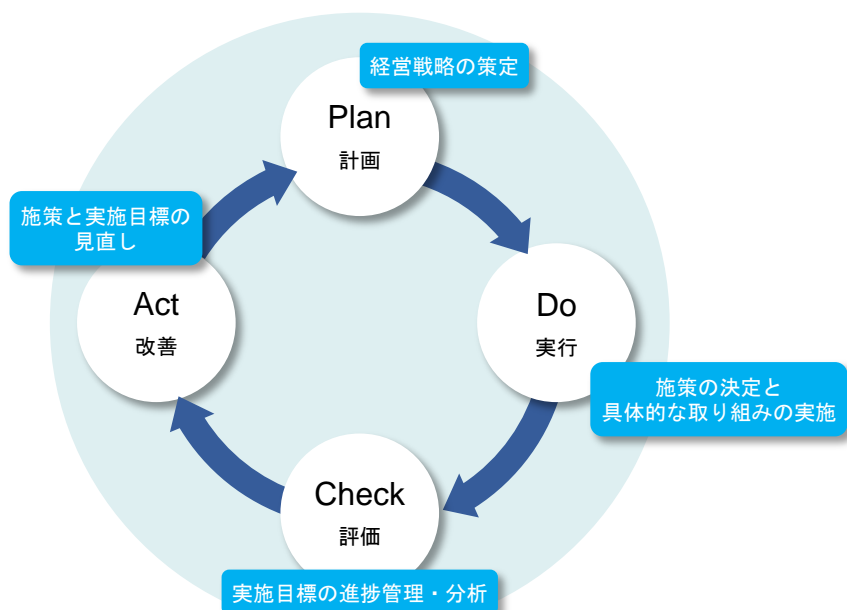 経営戦略の策定
Plan
計画
施策と実施目標の
見直し
Act
改善
Do
実行
施策の決定と
具体的な取り組みの実施
Check
評価
実施目標の進捗管理・分析